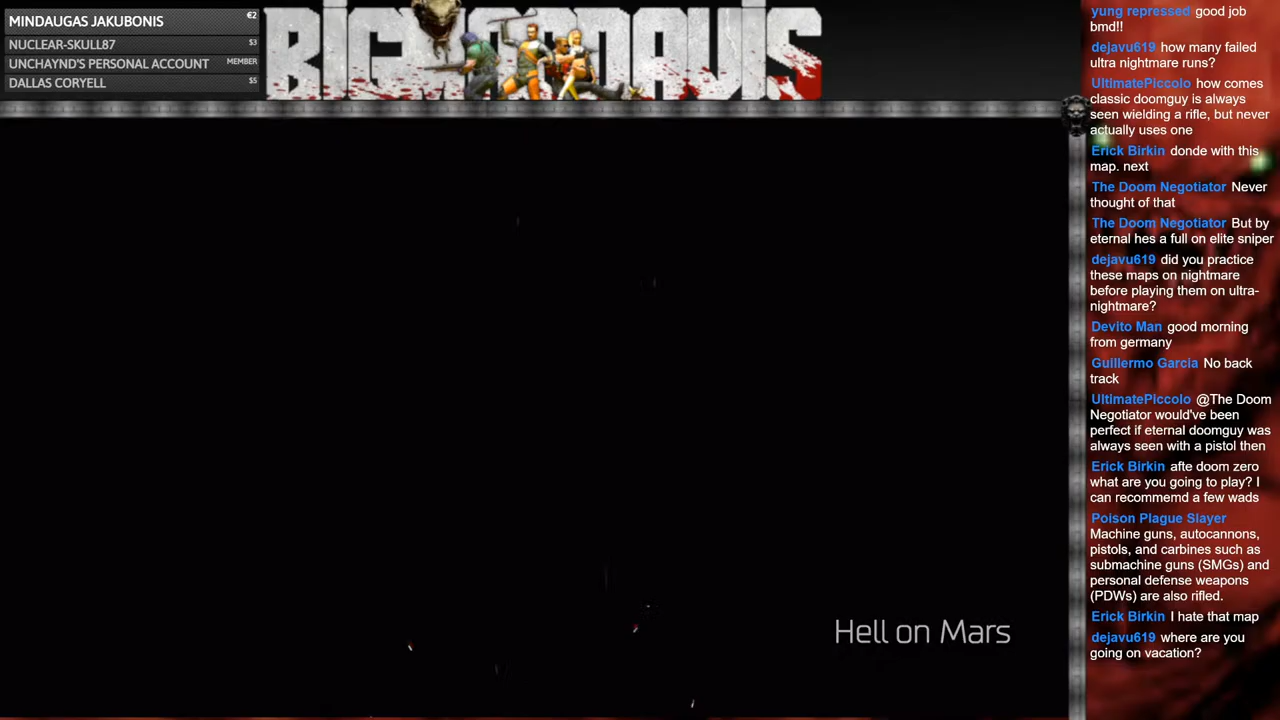 MINDAUGAS JAKUBONIS €2
NUCLEAR-SKULL87 $3
UNCHAYND'S PERSONAL ACCOUNT MEMBER
DALLAS CORYELL $5
yung repressed good job
bmd!!
dejavu619 how many failed
ultra nightmare runs?
UltimatePiccolo how comes
classic doomguy is always
seen wielding a rifle, but never
actually uses one
Erick Birkin donde with this
map. next
The Doom Negotiator Never
thought of that
The Doom Negotiator But by
eternal hes a full on elite sniper
dejavu619 did you practice
these maps on nightmare
before playing them on ultra-
nightmare?
Devito Man good morning
from germany
Guillermo Garcia No back
track
UltimatePiccolo @The Doom
Negotiator would've been
perfect if eternal doomguy was
always seen with a pistol then
Erick Birkin afte doom zero
what are you going to play? I
can recommemd a few wads
Poison Plague Slayer
Machine guns, autocannons,
pistols, and carbines such as
submachine guns (SMGs) and
personal defense weapons
(PDWs) are also rifled.
Erick Birkin I hate that map
dejavu619 where are you
going on vacation?
Hell on Mars